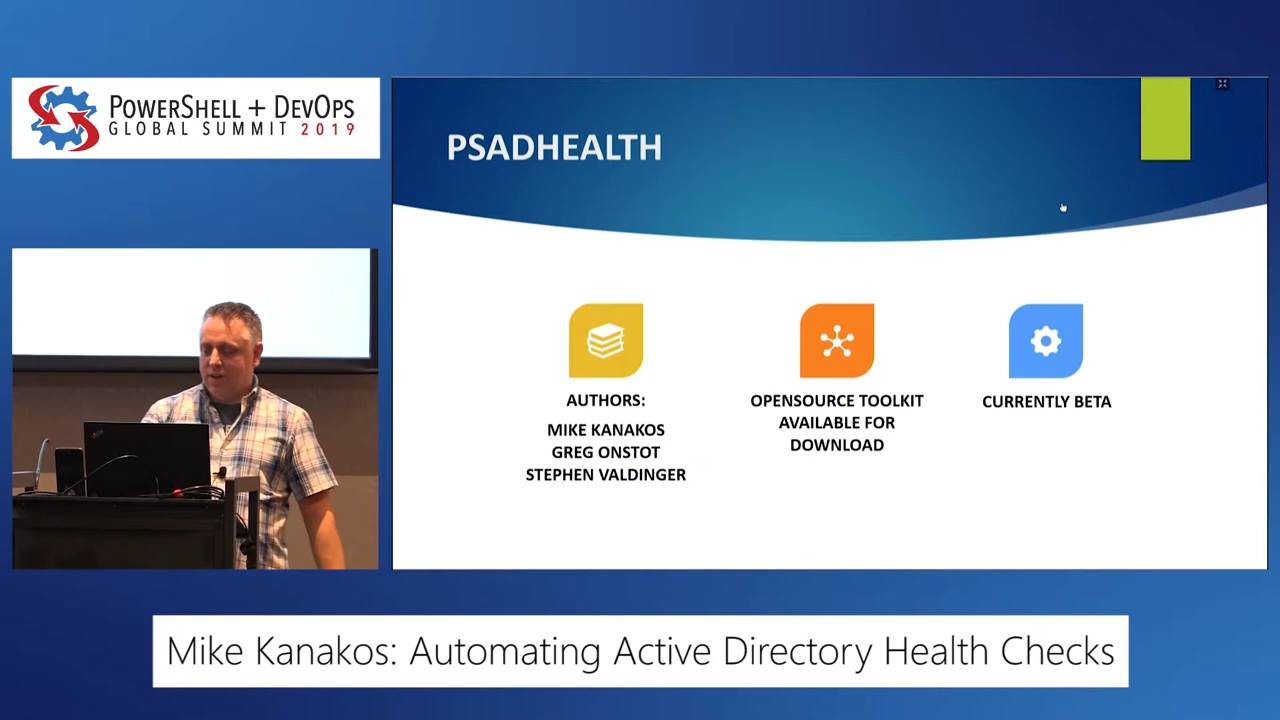 POWERSHELL + DEVOPS
GLOBAL SUMMIT 2019
PSADHEALTH
AUTHORS:
MIKE KANAKOS
GREG ONSTOT
STEPHEN VALDINGER
OPENSOURCE TOOLKIT
AVAILABLE FOR
DOWNLOAD
CURRENTLY BETA
Mike Kanakos: Automating Active Directory Health Checks